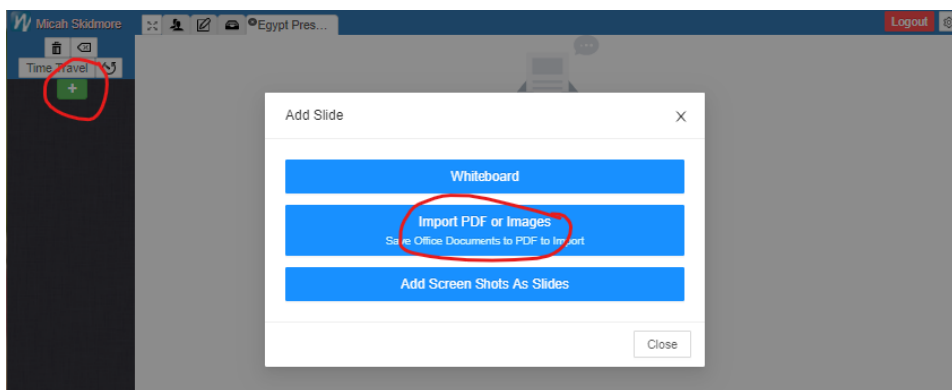 Micah Skidmore
Egypt Pres...
Logout
Time Travel
+
Add Slide
X
Whiteboard
Import PDF or Images
Save Office Documents to PDF to Import
Add Screen Shots As Slides
Close